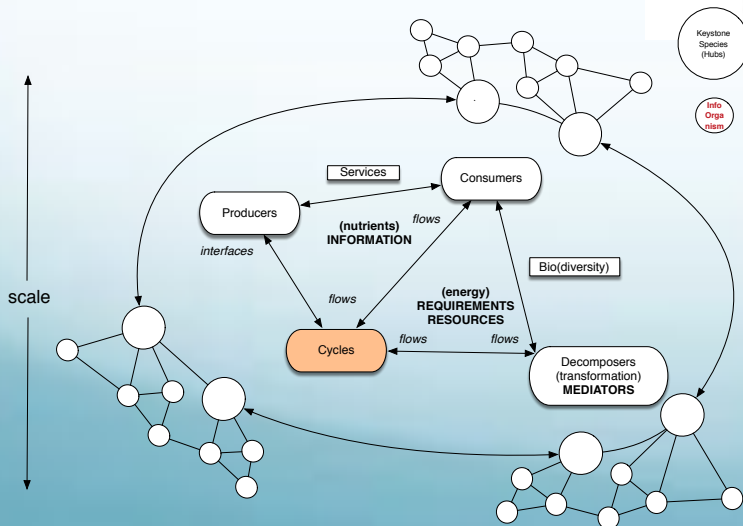 Keystone
Species
(Hubs)
Info
Orga
nism
Services
Consumers
Producers
(nutrients)
INFORMATION
flows
interfaces
Bio(diversity)
scale
flows
(energy)
REQUIREMENTS
RESOURCES
Cycles
flows
flows
Decomposers
(transformation)
MEDIATORS